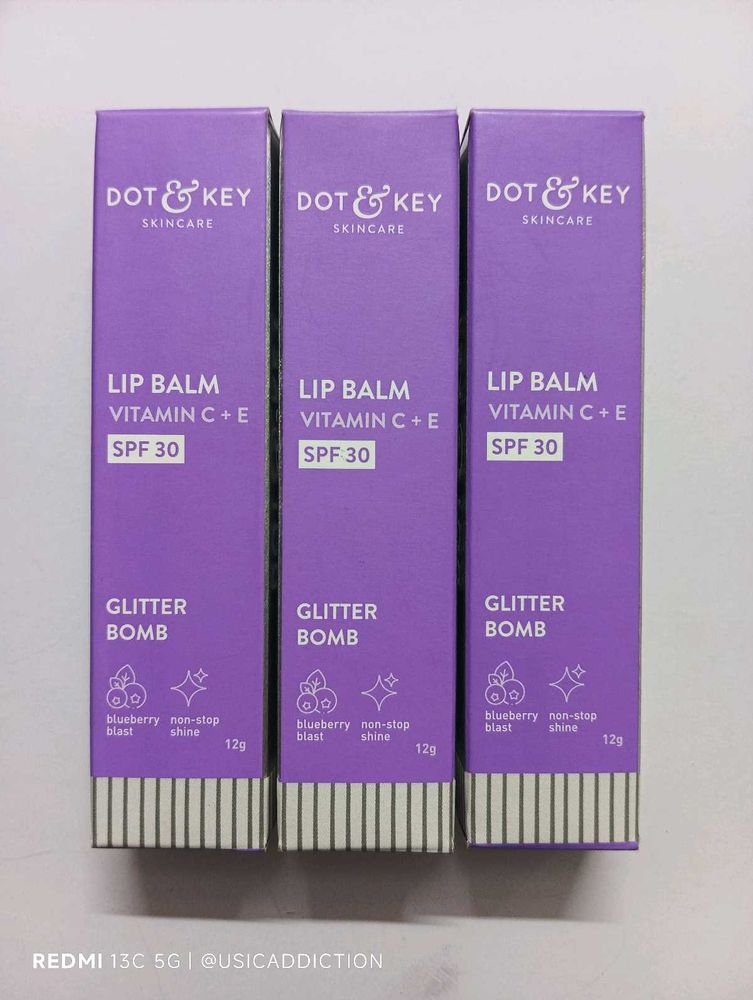 DOT & KEY
SKINCARE
LIP BALM
VITAMIN C + E
SPF 30
GLITTER
BOMB
blueberry
blast
non-stop
shine
12g
DOT & KEY
SKINCARE
LIP BALM
VITAMIN C + E
SPF 30
GLITTER
BOMB
blueberry
blast
non-stop
shine
12g
DOT & KEY
SKINCARE
LIP BALM
VITAMIN C + E
SPF 30
GLITTER
BOMB
blueberry
blast
non-stop
shine
12g
REDMI 13C 5G | @USICADDICTION